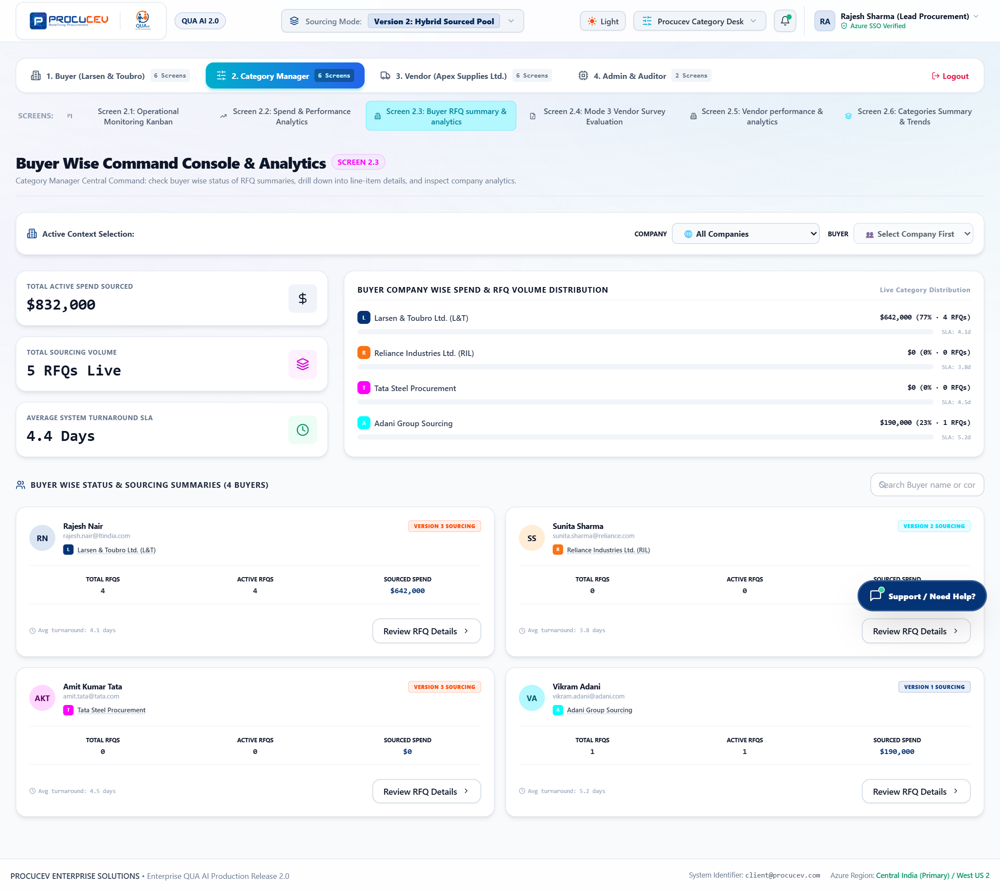 PROCUCEV
Redefining Procurement
QUA AI
QUA AI 2.0
Sourcing Mode: Version 2: Hybrid Sourced Pool
Light
Procucev Category Desk
RA
Rajesh Sharma (Lead Procurement)
Azure SSO Verified
1. Buyer (Larsen & Toubro) 6 Screens
2. Category Manager 6 Screens
3. Vendor (Apex Supplies Ltd.) 6 Screens
4. Admin & Auditor 2 Screens
Logout
SCREENS:
Screen 2.1: Operational
Monitoring Kanban
Screen 2.2: Spend & Performance
Analytics
Screen 2.3: Buyer RFQ summary &
analytics
Screen 2.4: Mode 3 Vendor Survey
Evaluation
Screen 2.5: Vendor performance &
analytics
Screen 2.6: Categories Summary
& Trends
Buyer Wise Command Console & Analytics SCREEN 2.3
Category Manager Central Command: check buyer wise status of RFQ summaries, drill down into line-item details, and inspect company analytics.
Active Context Selection:
COMPANY All Companies
BUYER Select Company First
TOTAL ACTIVE SPEND SOURCED
$832,000
TOTAL SOURCING VOLUME
5 RFQs Live
AVERAGE SYSTEM TURNAROUND SLA
4.4 Days
BUYER COMPANY WISE SPEND & RFQ VOLUME DISTRIBUTION
Live Category Distribution
L Larsen & Toubro Ltd. (L&T) $642,000 (77% · 4 RFQs)
SLA: 4.1d
R Reliance Industries Ltd. (RIL) $0 (0% · 0 RFQs)
SLA: 3.8d
T Tata Steel Procurement $0 (0% · 0 RFQs)
SLA: 4.5d
A Adani Group Sourcing $190,000 (23% · 1 RFQs)
SLA: 5.2d
BUYER WISE STATUS & SOURCING SUMMARIES (4 BUYERS)
Search Buyer name or cor
RN
Rajesh Nair
rajesh.nair@ltindia.com
L Larsen & Toubro Ltd. (L&T)
VERSION 3 SOURCING
TOTAL RFQS ACTIVE RFQS SOURCED SPEND
4 4 $642,000
Avg turnaround: 4.1 days
Review RFQ Details
SS
Sunita Sharma
sunita.sharma@reliance.com
R Reliance Industries Ltd. (RIL)
VERSION 2 SOURCING
TOTAL RFQS ACTIVE RFQS SOURCED SPEND
0 0
Support / Need Help?
Avg turnaround: 3.8 days
Review RFQ Details
AKT
Amit Kumar Tata
amit.tata@tata.com
T Tata Steel Procurement
VERSION 3 SOURCING
TOTAL RFQS ACTIVE RFQS SOURCED SPEND
0 0 $0
Avg turnaround: 4.5 days
Review RFQ Details
VA
Vikram Adani
vikram.adani@adani.com
A Adani Group Sourcing
VERSION 1 SOURCING
TOTAL RFQS ACTIVE RFQS SOURCED SPEND
1 1 $190,000
Avg turnaround: 5.2 days
Review RFQ Details
PROCUCEV ENTERPRISE SOLUTIONS • Enterprise QUA AI Production Release 2.0
System Identifier: client@procucev.com
Azure Region: Central India (Primary) / West US 2